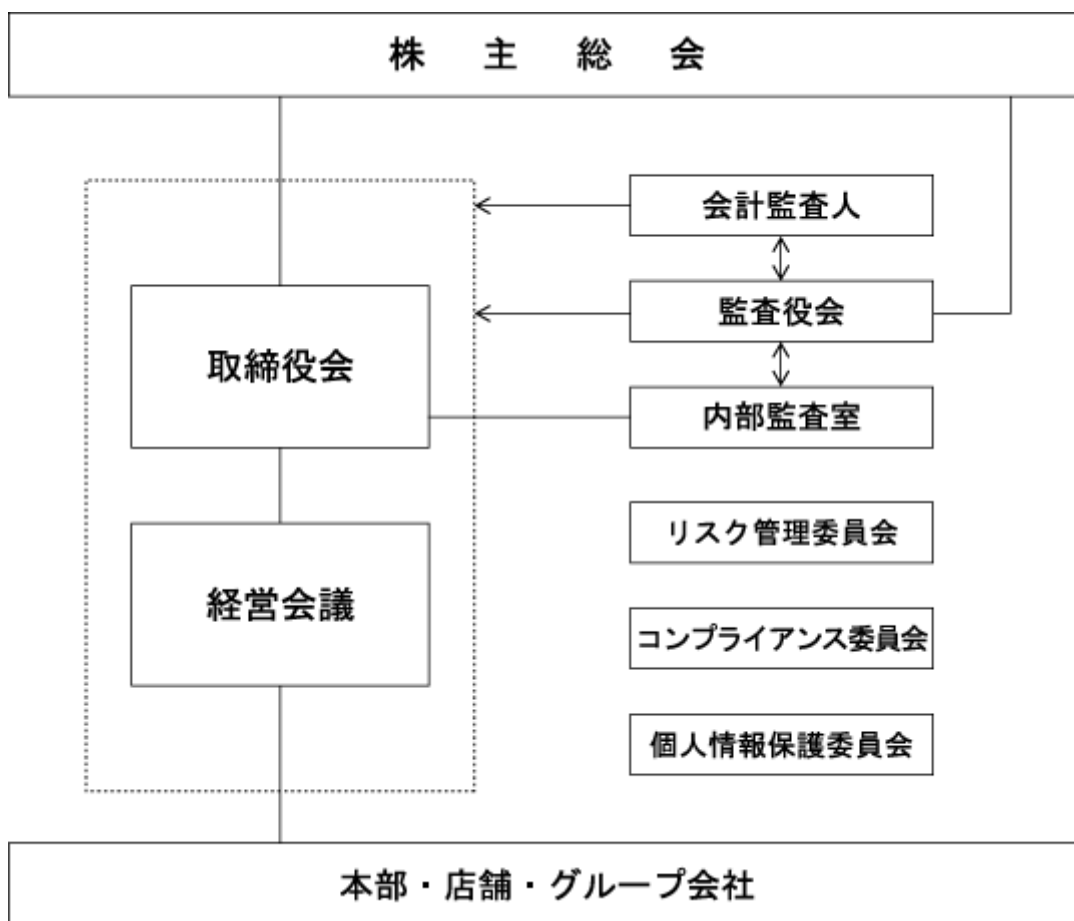 株主総会
会計監査人
監査役会
取締役会
内部監査室
リスク管理委員会
経営会議
コンプライアンス委員会
個人情報保護委員会
本部・店舗・グループ会社